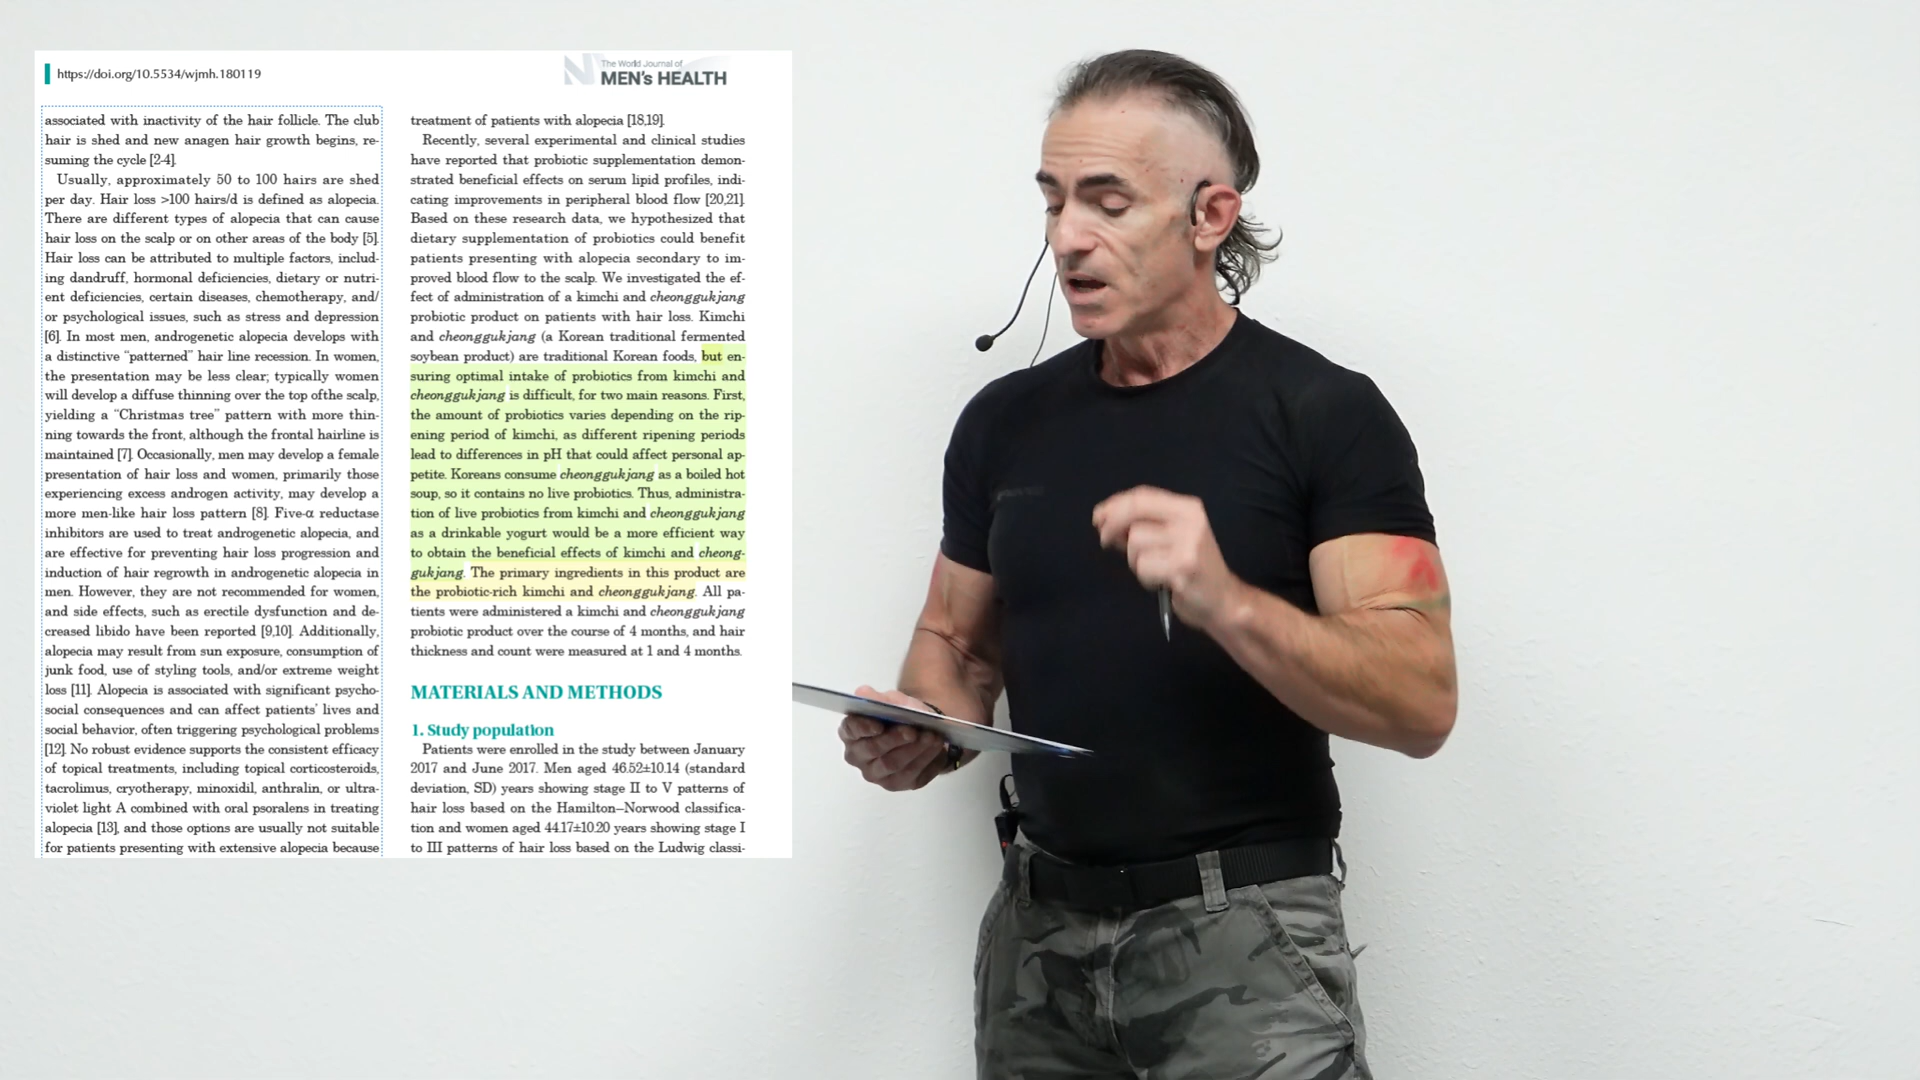 https://doi.org/10.5534/wjmh.180119
The World Journal of
MEN's HEALTH
associated with inactivity of the hair follicle. The club
hair is shed and new anagen hair growth begins, re-
suming the cycle [2-4].
Usually, approximately 50 to 100 hairs are shed
per day. Hair loss >100 hairs/d is defined as alopecia.
There are different types of alopecia that can cause
hair loss on the scalp or on other areas of the body [5].
Hair loss can be attributed to multiple factors, includ-
ing dandruff, hormonal deficiencies, dietary or nutri-
ent deficiencies, certain diseases, chemotherapy, and/
or psychological issues, such as stress and depression
[6]. In most men, androgenetic alopecia develops with
a distinctive “patterned” hair line recession. In women,
the presentation may be less clear; typically women
will develop a diffuse thinning over the top ofthe scalp,
yielding a “Christmas tree” pattern with more thin-
ning towards the front, although the frontal hairline is
maintained [7]. Occasionally, men may develop a female
presentation of hair loss and women, primarily those
experiencing excess androgen activity, may develop a
more men-like hair loss pattern [8]. Five-α reductase
inhibitors are used to treat androgenetic alopecia, and
are effective for preventing hair loss progression and
induction of hair regrowth in androgenetic alopecia in
men. However, they are not recommended for women,
and side effects, such as erectile dysfunction and de-
creased libido have been reported [9,10]. Additionally,
alopecia may result from sun exposure, consumption of
junk food, use of styling tools, and/or extreme weight
loss [11]. Alopecia is associated with significant psycho-
social consequences and can affect patients’ lives and
social behavior, often triggering psychological problems
[12]. No robust evidence supports the consistent efficacy
of topical treatments, including topical corticosteroids,
tacrolimus, cryotherapy, minoxidil, anthralin, or ultra-
violet light A combined with oral psoralens in treating
alopecia [13], and those options are usually not suitable
for patients presenting with extensive alopecia because
treatment of patients with alopecia [18,19].
Recently, several experimental and clinical studies
have reported that probiotic supplementation demon-
strated beneficial effects on serum lipid profiles, indi-
cating improvements in peripheral blood flow [20,21].
Based on these research data, we hypothesized that
dietary supplementation of probiotics could benefit
patients presenting with alopecia secondary to im-
proved blood flow to the scalp. We investigated the ef-
fect of administration of a kimchi and cheonggukjang
probiotic product on patients with hair loss. Kimchi
and cheonggukjang (a Korean traditional fermented
soybean product) are traditional Korean foods, but en-
suring optimal intake of probiotics from kimchi and
cheonggukjang is difficult, for two main reasons. First,
the amount of probiotics varies depending on the rip-
ening period of kimchi, as different ripening periods
lead to differences in pH that could affect personal ap-
petite. Koreans consume cheonggukjang as a boiled hot
soup, so it contains no live probiotics. Thus, administra-
tion of live probiotics from kimchi and cheonggukjang
as a drinkable yogurt would be a more efficient way
to obtain the beneficial effects of kimchi and cheong-
gukjang. The primary ingredients in this product are
the probiotic-rich kimchi and cheonggukjang. All pa-
tients were administered a kimchi and cheonggukjang
probiotic product over the course of 4 months, and hair
thickness and count were measured at 1 and 4 months.
MATERIALS AND METHODS
1. Study population
Patients were enrolled in the study between January
2017 and June 2017. Men aged 46.52±10.14 (standard
deviation, SD) years showing stage II to V patterns of
hair loss based on the Hamilton–Norwood classifica-
tion and women aged 44.17±10.20 years showing stage I
to III patterns of hair loss based on the Ludwig classi-